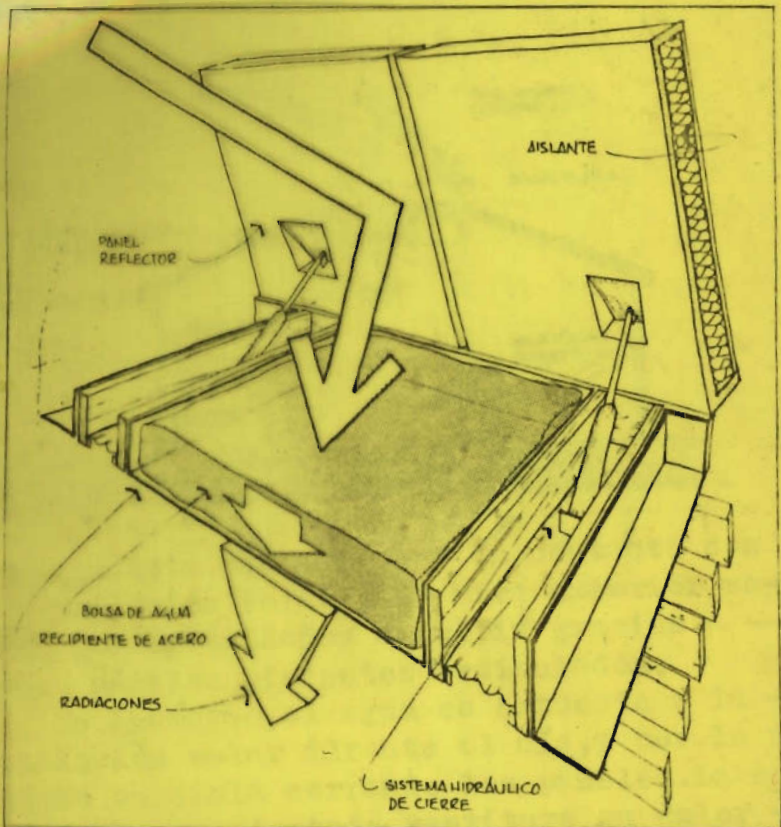 AISLANTE
PANEL
REFLECTOR
BOLSA DE AGUA
RECIPIENTE DE ACERO
RADIACIONES
SISTEMA HIDRÁULICO
DE CIERRE